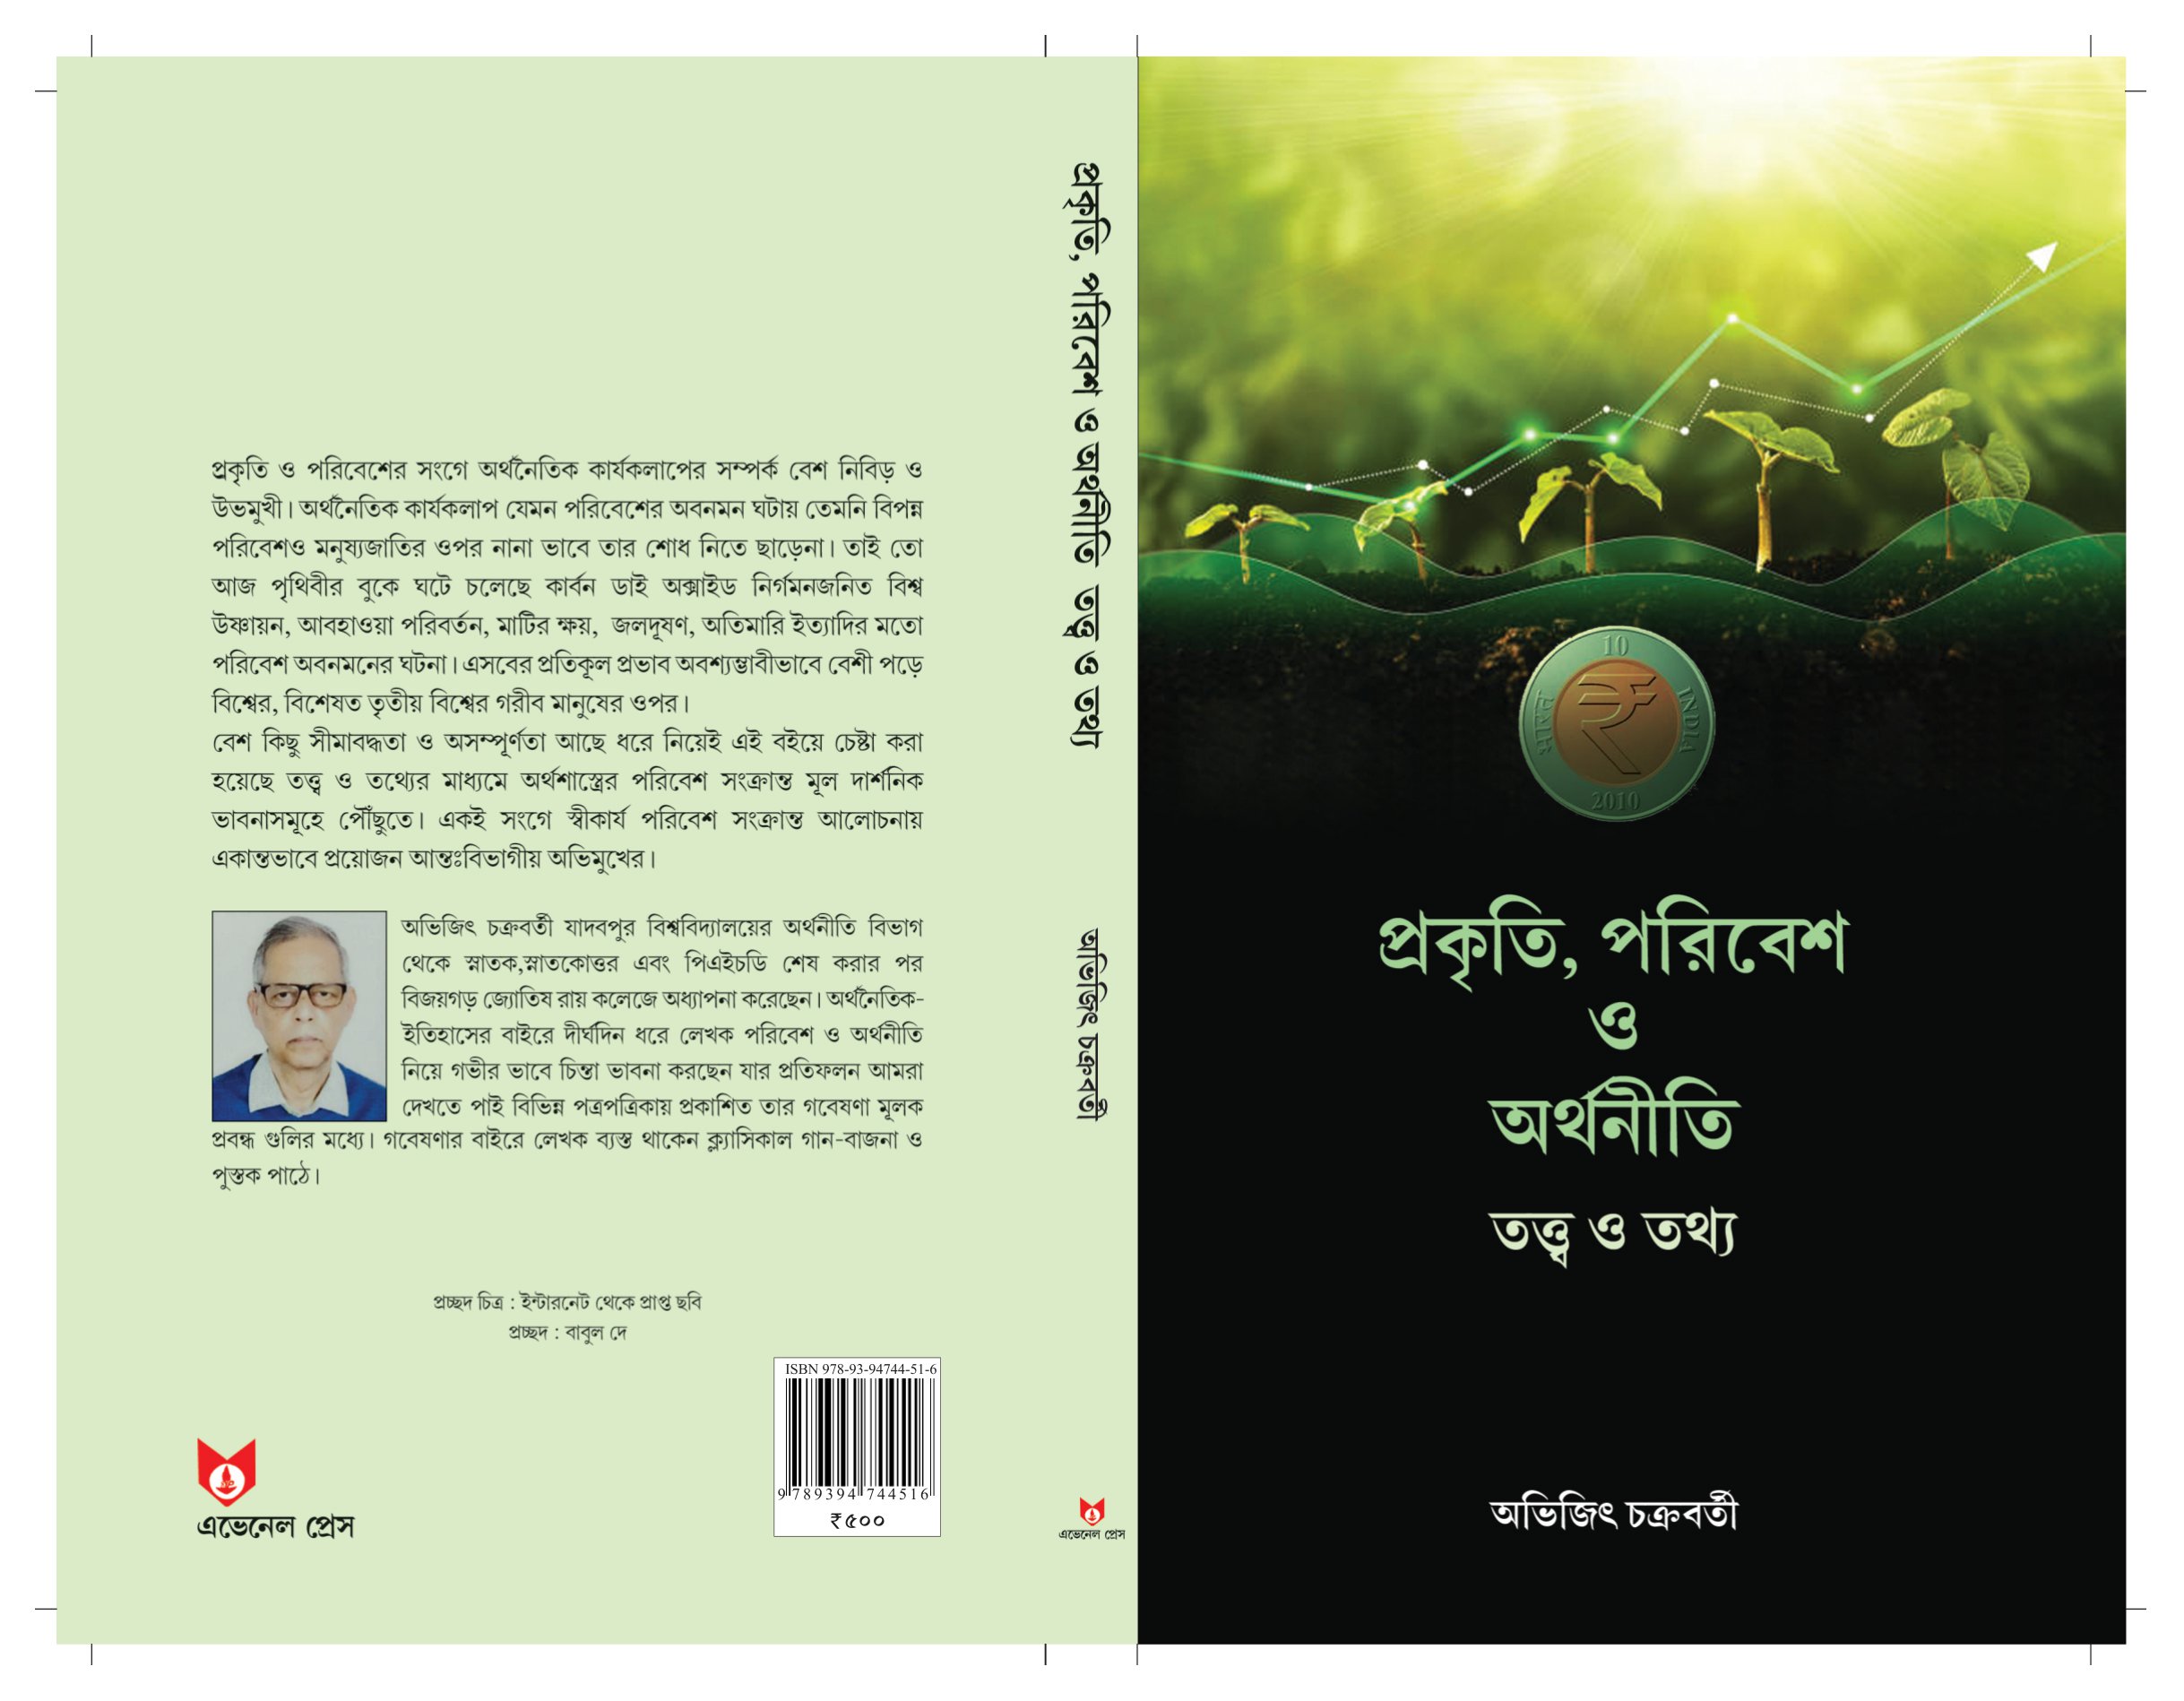 প্রকৃতি ও পরিবেশের সংগে অর্থনৈতিক কার্যকলাপের সম্পর্ক বেশ নিবিড় ও
উভমুখী। অর্থনৈতিক কার্যকলাপ যেমন পরিবেশের অবনমন ঘটায় তেমনি বিপন্ন
পরিবেশও মনুষ্যজাতির ওপর নানা ভাবে তার শোধ নিতে ছাড়েনা। তাই তো
আজ পৃথিবীর বুকে ঘটে চলেছে কার্বন ডাই অক্সাইড নির্গমনজনিত বিশ্ব
উষ্ণায়ন, আবহাওয়া পরিবর্তন, মাটির ক্ষয়, জলদূষণ, অতিমারি ইত্যাদির মতো
পরিবেশ অবনমনের ঘটনা। এসবের প্রতিকূল প্রভাব অবশ্যম্ভাবীভাবে বেশী পড়ে
বিশ্বের, বিশেষত তৃতীয় বিশ্বের গরীব মানুষের ওপর।
বেশ কিছু সীমাবদ্ধতা ও অসম্পূর্ণতা আছে ধরে নিয়েই এই বইয়ে চেষ্টা করা
হয়েছে তত্ত্ব ও তথ্যের মাধ্যমে অর্থশাস্ত্রের পরিবেশ সংক্রান্ত মূল দার্শনিক
ভাবনাসমূহে পৌঁছুতে। একই সংগে স্বীকার্য পরিবেশ সংক্রান্ত আলোচনায়
একান্তভাবে প্রয়োজন আন্তঃবিভাগীয় অভিমুখের।
অভিজিৎ চক্রবর্তী যাদবপুর বিশ্ববিদ্যালয়ের অর্থনীতি বিভাগ
থেকে স্নাতক,স্নাতকোত্তর এবং পিএইচডি শেষ করার পর
বিজয়গড় জ্যোতিষ রায় কলেজে অধ্যাপনা করেছেন। অর্থনৈতিক-
ইতিহাসের বাইরে দীর্ঘদিন ধরে লেখক পরিবেশ ও অর্থনীতি
নিয়ে গভীর ভাবে চিন্তা ভাবনা করছেন যার প্রতিফলন আমরা
দেখতে পাই বিভিন্ন পত্রপত্রিকায় প্রকাশিত তার গবেষণা মূলক
প্রবন্ধ গুলির মধ্যে। গবেষণার বাইরে লেখক ব্যস্ত থাকেন ক্ল্যাসিকাল গান-বাজনা ও
পুস্তক পাঠে।
প্রচ্ছদ চিত্র : ইন্টারনেট থেকে প্রাপ্ত ছবি
প্রচ্ছদ : বাবুল দে
ISBN 978-93-94744-51-6
9 789394 744516
₹৫০০
এভেনেল প্রেস
প্রকৃতি, পরিবেশ ও অর্থনীতি তত্ত্ব ও তথ্য
অভিজিৎ চক্রবর্তী
এভেনেল প্রেস
10
भारत
₹
INDIA
2010
প্রকৃতি, পরিবেশ
ও
অর্থনীতি
তত্ত্ব ও তথ্য
অভিজিৎ চক্রবর্তী